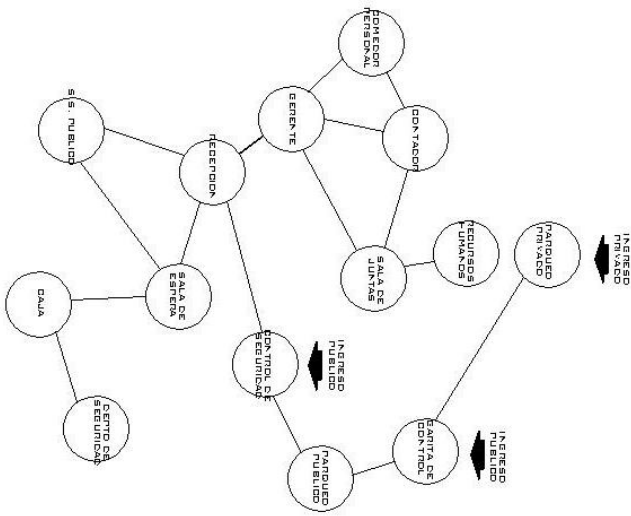 COMEDOR
PERSONAL
GERENTE
CONTADOR
S.S. PUBLICO
RECEPCION
RECURSOS
HUMANOS
SALA DE
JUNTAS
PARQUEO
PRIVADO
INGRESO
PRIVADO
SALA DE
ESPERA
CAJA
CONTROL DE
SEGURIDAD
INGRESO
PUBLICO
DEPTO DE
SEGURIDAD
PARQUEO
PUBLICO
GARITA DE
CONTROL
INGRESO
PUBLICO